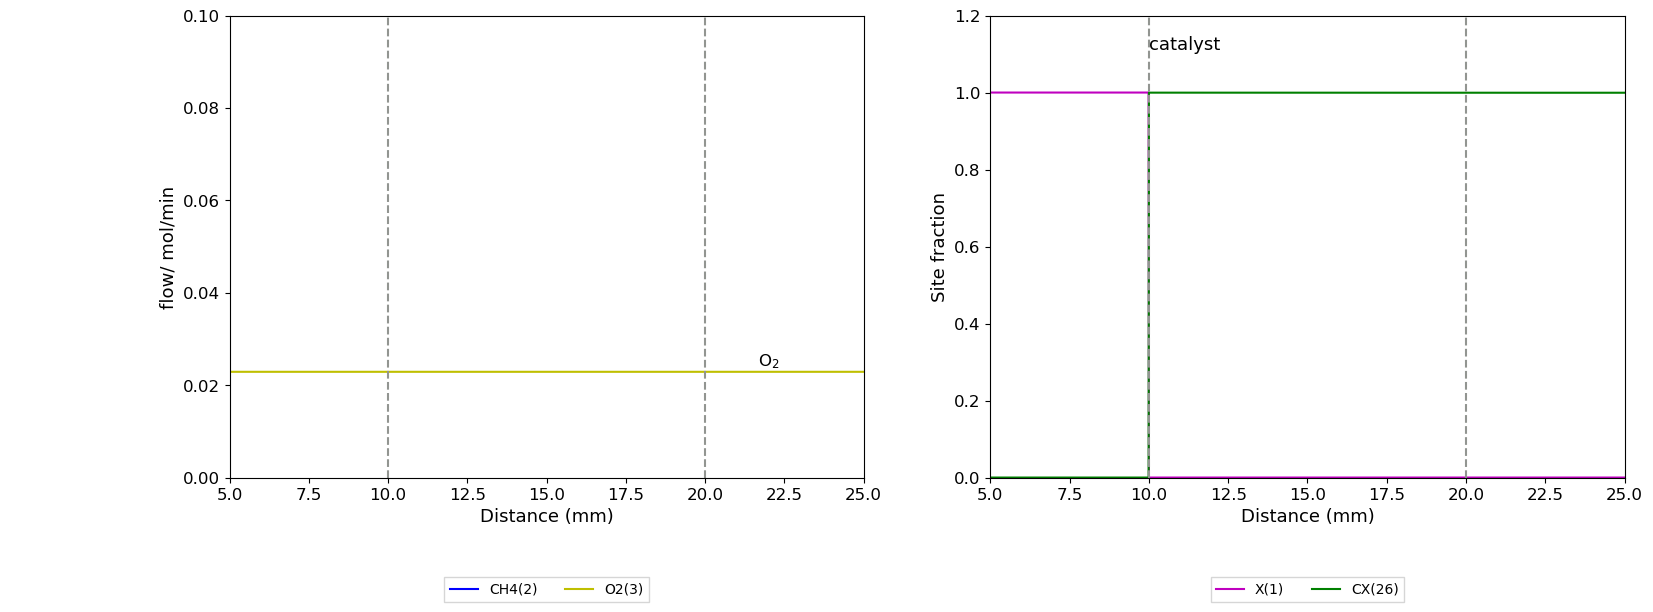 0.10
0.08
0.06
0.04
0.02
0.00
flow/ mol/min
O₂
5.0 7.5 10.0 12.5 15.0 17.5 20.0 22.5 25.0
Distance (mm)
CH4(2) O2(3)
1.2
1.0
0.8
0.6
0.4
0.2
0.0
Site fraction
catalyst
5.0 7.5 10.0 12.5 15.0 17.5 20.0 22.5 25.0
Distance (mm)
X(1) CX(26)